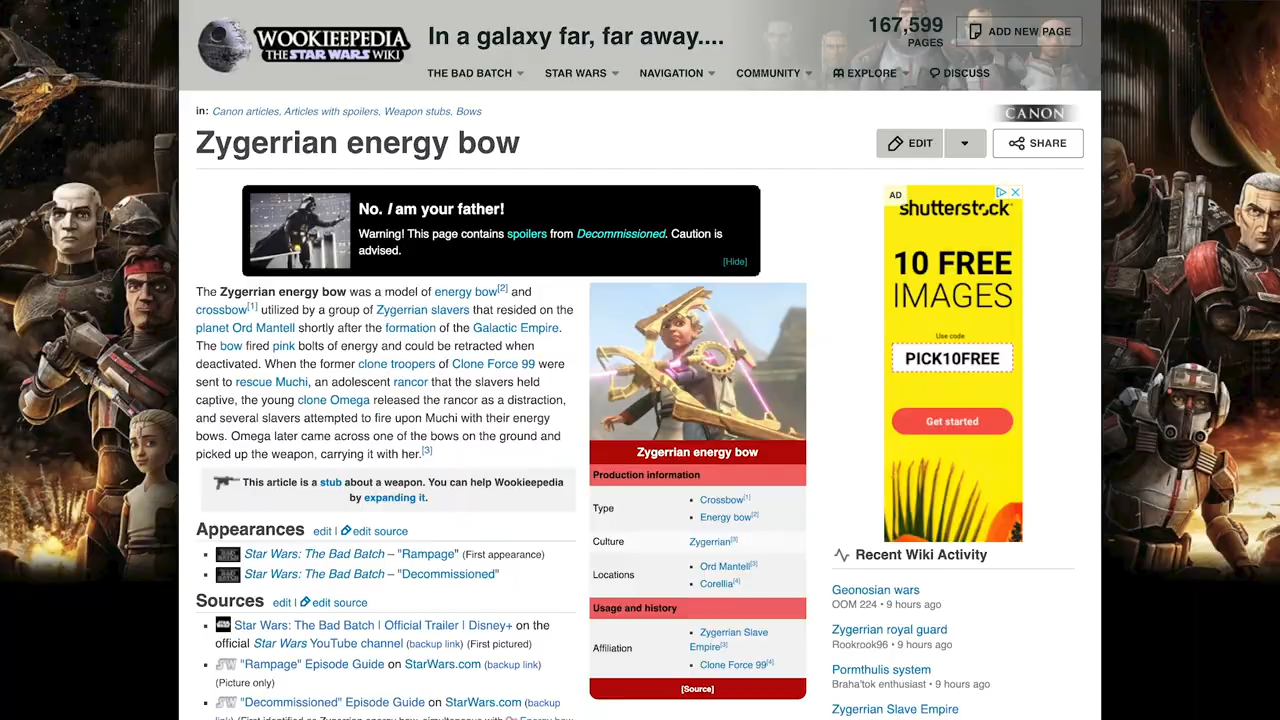 WOOKIEEPEDIA
THE STAR WARS WIKI
In a galaxy far, far away....
167,599
PAGES
ADD NEW PAGE
THE BAD BATCH
STAR WARS
NAVIGATION
COMMUNITY
EXPLORE
DISCUSS
in: Canon articles, Articles with spoilers, Weapon stubs, Bows
CANON
Zygerrian energy bow
EDIT
SHARE
No. I am your father!
Warning! This page contains spoilers from Decommissioned. Caution is
advised.
[Hide]
The Zygerrian energy bow was a model of energy bow[2] and
crossbow[1] utilized by a group of Zygerrian slavers that resided on the
planet Ord Mantell shortly after the formation of the Galactic Empire.
The bow fired pink bolts of energy and could be retracted when
deactivated. When the former clone troopers of Clone Force 99 were
sent to rescue Muchi, an adolescent rancor that the slavers held
captive, the young clone Omega released the rancor as a distraction,
and several slavers attempted to fire upon Muchi with their energy
bows. Omega later came across one of the bows on the ground and
picked up the weapon, carrying it with her.[3]
This article is a stub about a weapon. You can help Wookieepedia
by expanding it.
Appearances edit | edit source
Star Wars: The Bad Batch – "Rampage" (First appearance)
Star Wars: The Bad Batch – "Decommissioned"
Sources edit | edit source
Star Wars: The Bad Batch | Official Trailer | Disney+ on the
official Star Wars YouTube channel (backup link) (First pictured)
SW "Rampage" Episode Guide on StarWars.com (backup link)
(Picture only)
SW "Decommissioned" Episode Guide on StarWars.com (backup
link) (First identified as Zygerrian energy bow, simultaneous with Energy bow
Zygerrian energy bow
Production information
Type
Crossbow[1]
Energy bow[2]
Culture
Zygerrian[3]
Locations
Ord Mantell[3]
Corellia[4]
Usage and history
Affiliation
Zygerrian Slave
Empire[3]
Clone Force 99[4]
[Source]
AD
shutterstock
10 FREE
IMAGES
Use code
PICK10FREE
Get started
Recent Wiki Activity
Geonosian wars
OOM 224 • 9 hours ago
Zygerrian royal guard
Rookrook96 • 9 hours ago
Pormthulis system
Braha'tok enthusiast • 9 hours ago
Zygerrian Slave Empire